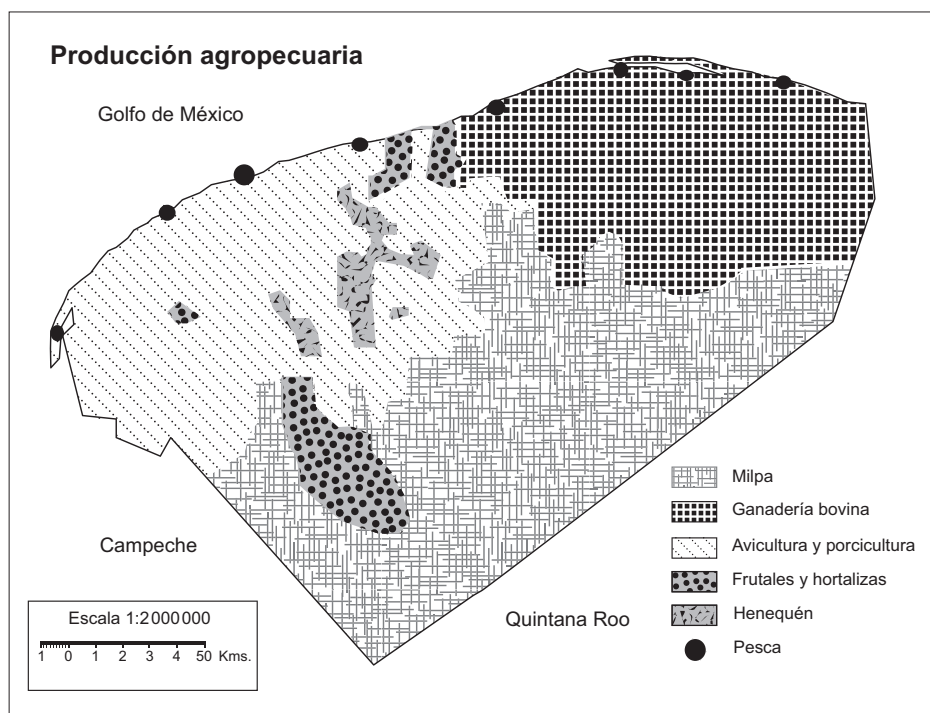 Producción agropecuaria
Golfo de México
Campeche
Quintana Roo
Milpa
Ganadería bovina
Avicultura y porcicultura
Frutales y hortalizas
Henequén
Pesca
Escala 1:2000000
1 0 1 2 3 4 50 Kms.